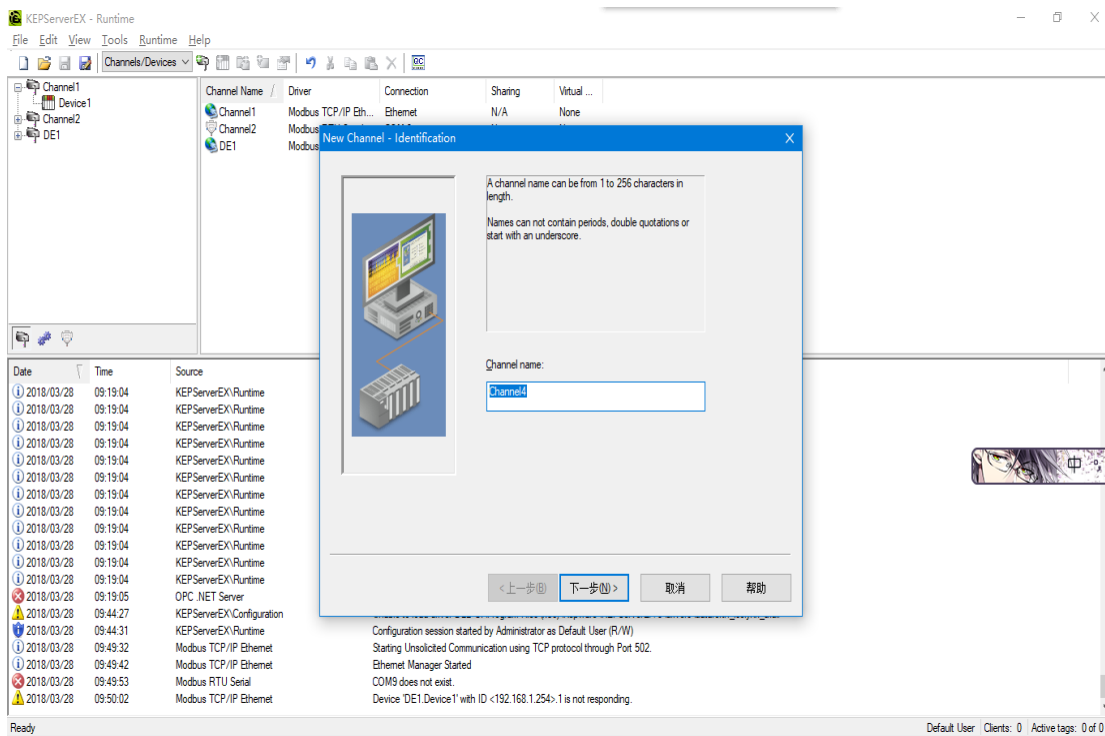 KEPServerEX - Runtime
File Edit View Tools Runtime Help
Channels/Devices
Channel1
Device1
Channel2
DE1
Channel Name / Driver Connection Sharing Virtual ...
Channel1 Modbus TCP/IP Eth... Ethernet N/A None
Channel2 Modbus
DE1 Modbus
New Channel - Identification
A channel name can be from 1 to 256 characters in
length.
Names can not contain periods, double quotations or
start with an underscore.
Channel name:
Channel4
<上一步(B) 下一步(N)> 取消 帮助
Date Time Source
2018/03/28 09:19:04 KEPServerEX\Runtime
2018/03/28 09:19:04 KEPServerEX\Runtime
2018/03/28 09:19:04 KEPServerEX\Runtime
2018/03/28 09:19:04 KEPServerEX\Runtime
2018/03/28 09:19:04 KEPServerEX\Runtime
2018/03/28 09:19:04 KEPServerEX\Runtime
2018/03/28 09:19:04 KEPServerEX\Runtime
2018/03/28 09:19:04 KEPServerEX\Runtime
2018/03/28 09:19:04 KEPServerEX\Runtime
2018/03/28 09:19:04 KEPServerEX\Runtime
2018/03/28 09:19:04 KEPServerEX\Runtime
2018/03/28 09:19:04 KEPServerEX\Runtime
2018/03/28 09:19:05 OPC .NET Server
2018/03/28 09:44:27 KEPServerEX\Configuration
2018/03/28 09:44:31 KEPServerEX\Runtime Configuration session started by Administrator as Default User (R/W)
2018/03/28 09:49:32 Modbus TCP/IP Ethernet Starting Unsolicited Communication using TCP protocol through Port 502.
2018/03/28 09:49:42 Modbus TCP/IP Ethernet Ethernet Manager Started
2018/03/28 09:49:53 Modbus RTU Serial COM9 does not exist.
2018/03/28 09:50:02 Modbus TCP/IP Ethernet Device 'DE1.Device1' with ID <192.168.1.254>.1 is not responding.
中
Ready Default User Clients: 0 Active tags: 0 of 0